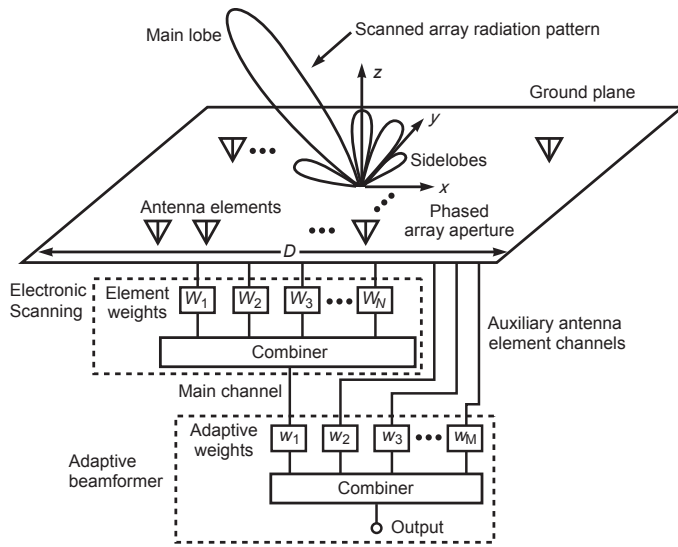 Main lobe
Scanned array radiation pattern
z
Ground plane
y
Sidelobes
x
Antenna elements
Phased
array aperture
D
Electronic
Scanning
Element
weights
W1
W2
W3
WN
Combiner
Auxiliary antenna
element channels
Main channel
Adaptive
beamformer
Adaptive
weights
w1
w2
w3
wM
Combiner
Output